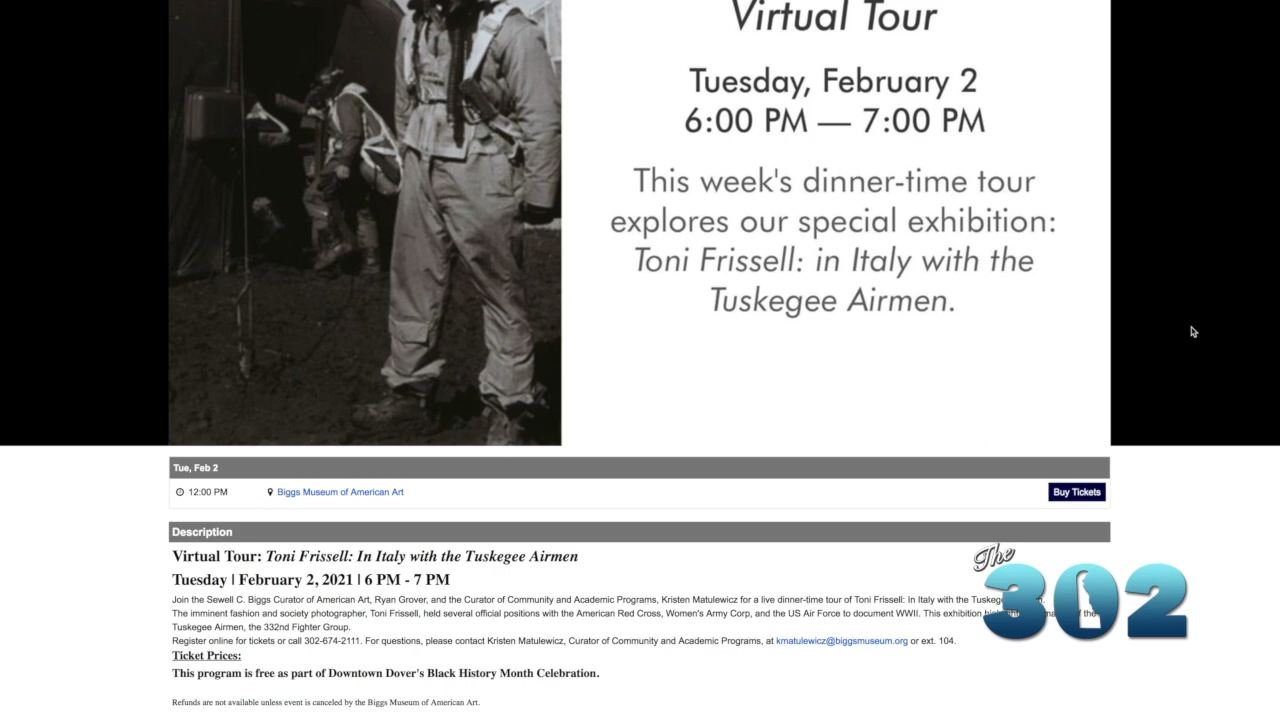 Virtual Tour
Tuesday, February 2
6:00 PM — 7:00 PM
This week's dinner-time tour
explores our special exhibition:
Toni Frissell: in Italy with the
Tuskegee Airmen.
Tue, Feb 2
12:00 PM Biggs Museum of American Art Buy Tickets
Description
Virtual Tour: Toni Frissell: In Italy with the Tuskegee Airmen
Tuesday | February 2, 2021 | 6 PM - 7 PM
Join the Sewell C. Biggs Curator of American Art, Ryan Grover, and the Curator of Community and Academic Programs, Kristen Matulewicz for a live dinner-time tour of Toni Frissell: In Italy with the
The imminent fashion and society photographer, Toni Frissell, held several official positions with the American Red Cross, Women's Army Corp, and the US Air Force to document WWII. This exhibition of the
Tuskegee Airmen, the 332nd Fighter Group.
Register online for tickets or call 302-674-2111. For questions, please contact Kristen Matulewicz, Curator of Community and Academic Programs, at kmatulewicz@biggsmuseum.org or ext. 104.
Ticket Prices:
This program is free as part of Downtown Dover's Black History Month Celebration.
Refunds are not available unless event is canceled by the Biggs Museum of American Art.
The
302